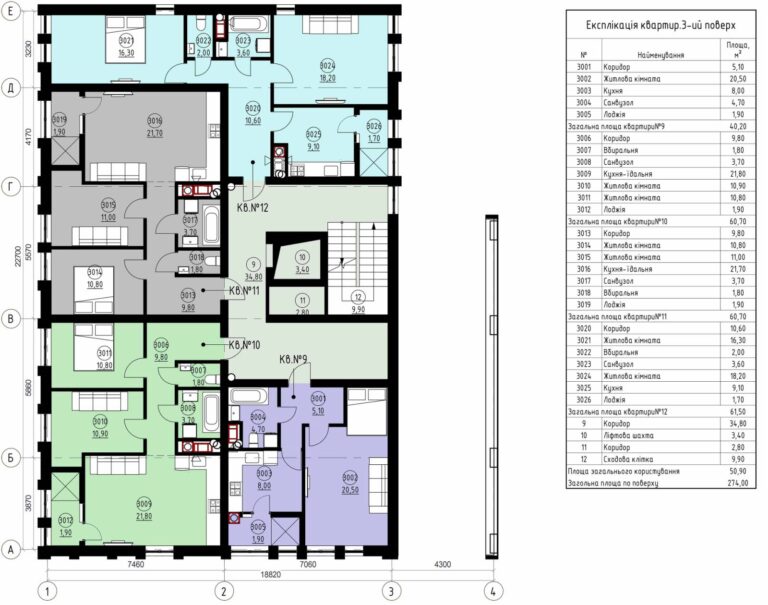 Е
3021
16,30
3022
2,00
3023
3,60
3024
18,20
3230
Д
3019
1,90
3016
21,70
3020
10,60
3025
9,10
3026
1,70
4170
Г
Кв.№12
3015
11,00
3017
3,70
3018
1,80
3014
10,80
3013
9,80
Кв.№11
9
34,80
10
3,40
11
2,80
12
9,90
5570
22700
В
3011
10,80
3006
9,80
Кв.№10
3007
1,80
3008
3,70
3010
10,90
Кв.№9
3001
5,10
3004
4,70
3003
8,00
3002
20,50
3005
1,90
5860
Б
3009
21,80
3012
1,90
3870
А
7460
7060
4300
18820
1
2
3
4
Експлікація квартир.3-ий поверх
№ Найменування Площа, м²
3001 Коридор 5,10
3002 Житлова кімната 20,50
3003 Кухня 8,00
3004 Санвузол 4,70
3005 Лоджія 1,90
Загальна площа квартири№9 40,20
3006 Коридор 9,80
3007 Вбиральня 1,80
3008 Санвузол 3,70
3009 Кухня-їдальня 21,80
3010 Житлова кімната 10,90
3011 Житлова кімната 10,80
3012 Лоджія 1,90
Загальна площа квартири№10 60,70
3013 Коридор 9,80
3014 Житлова кімната 10,80
3015 Житлова кімната 11,00
3016 Кухня-їдальня 21,70
3017 Санвузол 3,70
3018 Вбиральня 1,80
3019 Лоджія 1,90
Загальна площа квартири№11 60,70
3020 Коридор 10,60
3021 Житлова кімната 16,30
3022 Вбиральня 2,00
3023 Санвузол 3,60
3024 Житлова кімната 18,20
3025 Кухня 9,10
3026 Лоджія 1,70
Загальна площа квартири№12 61,50
9 Коридор 34,80
10 Ліфтова шахта 3,40
11 Коридор 2,80
12 Сходова клітка 9,90
Площа загального користування 50,90
Загольна площа по поверху 274,00